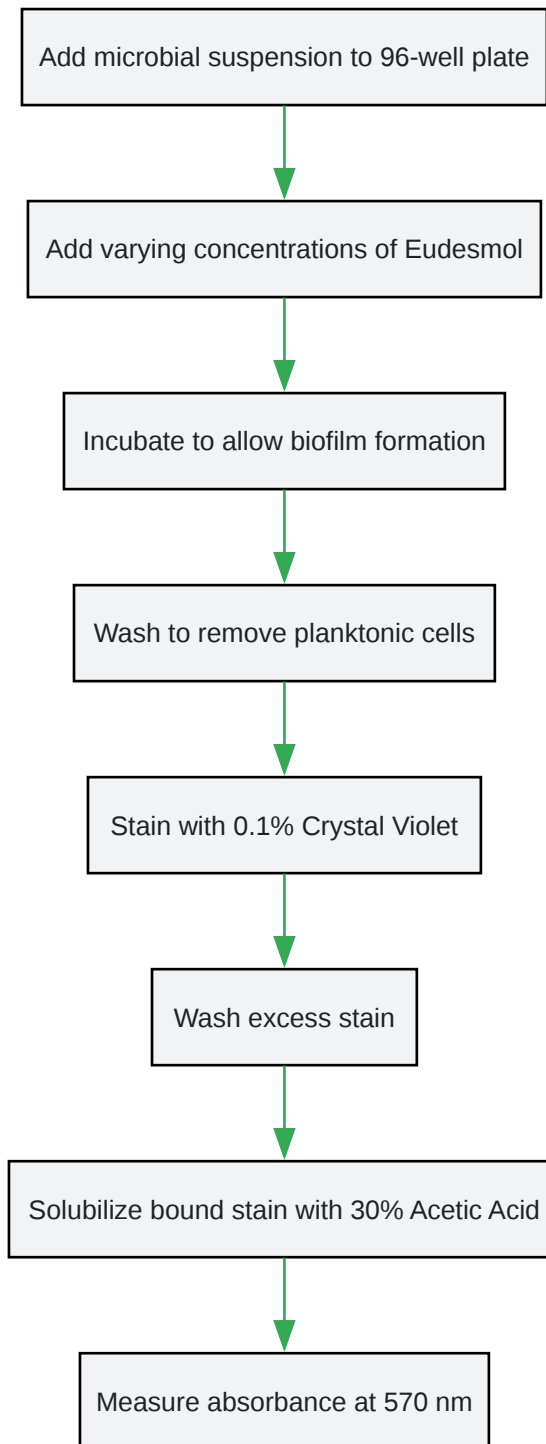 Add microbial suspension to 96-well plate
Add varying concentrations of Eudesmol
Incubate to allow biofilm formation
Wash to remove planktonic cells
Stain with 0.1% Crystal Violet
Wash excess stain
Solubilize bound stain with 30% Acetic Acid
Measure absorbance at 570 nm